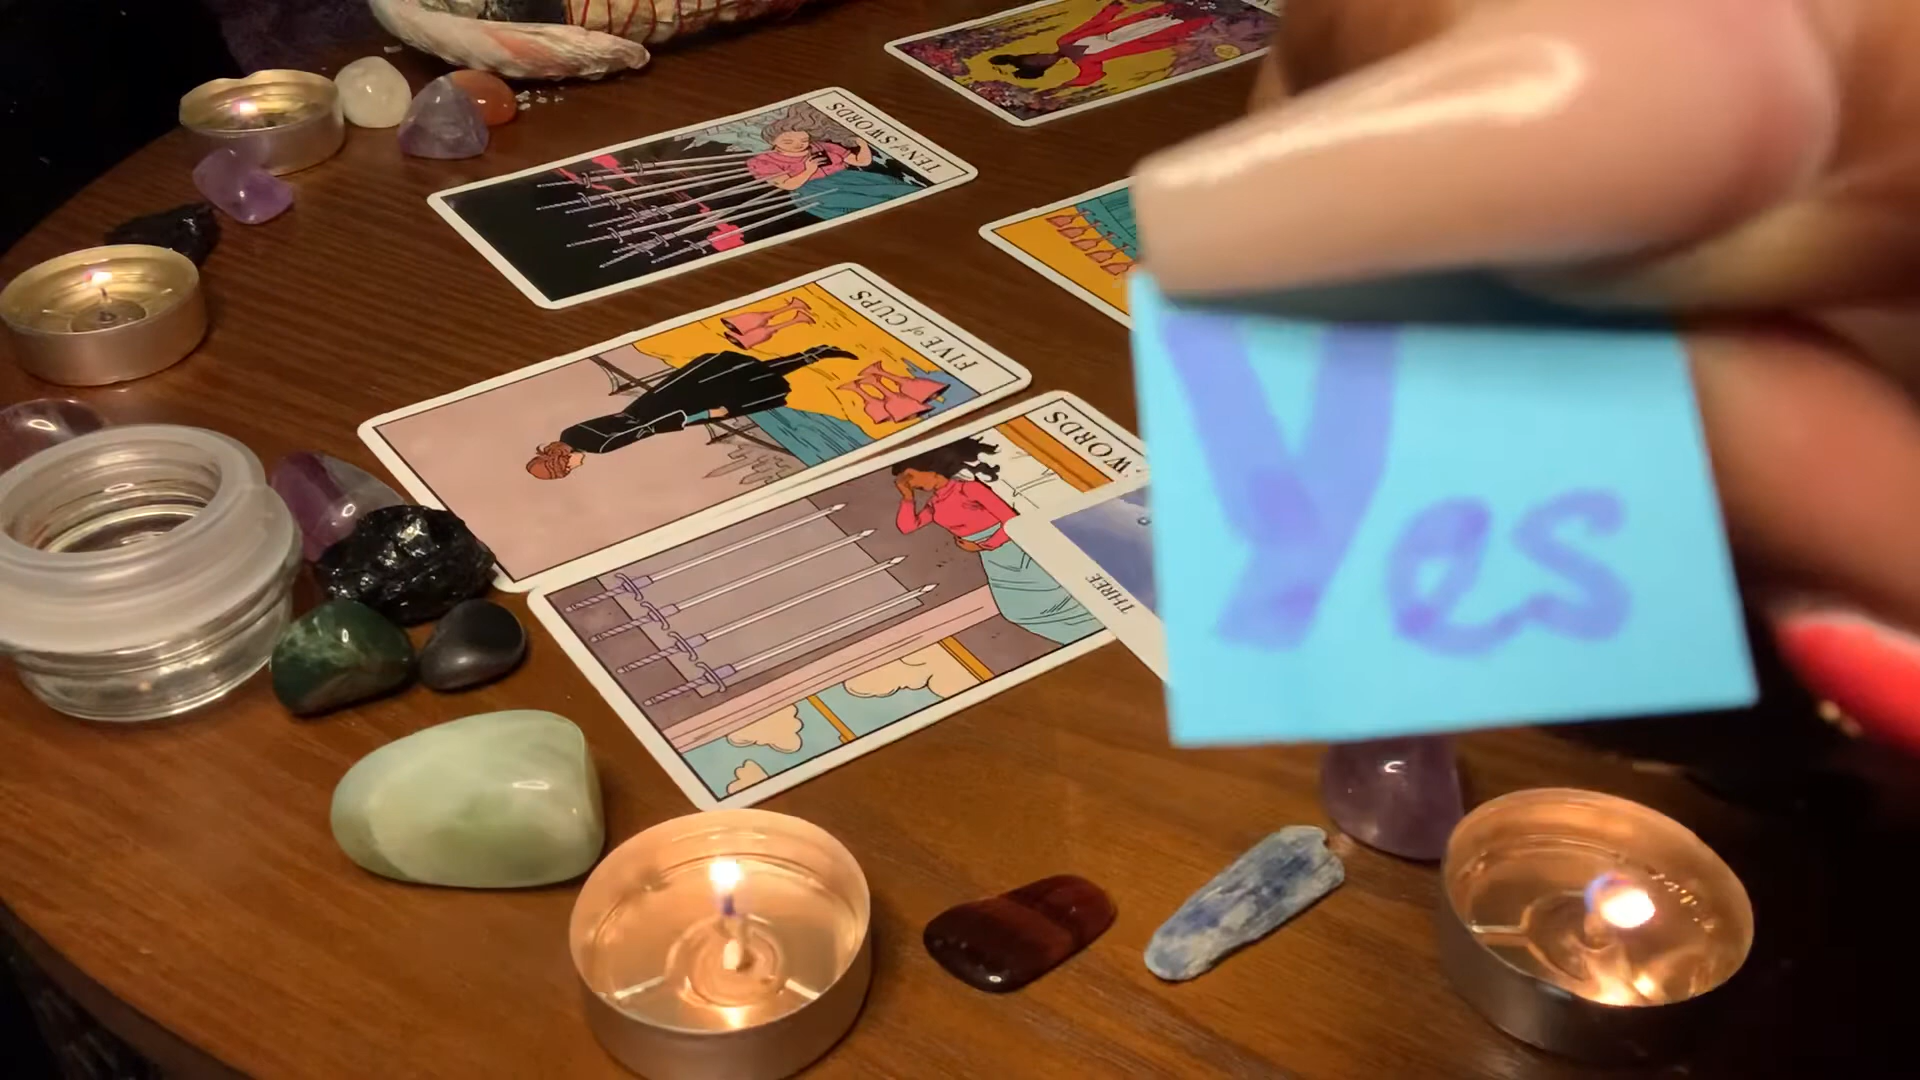 TEN of SWORDS
FIVE of CUPS
WORDS
THREE
Yes